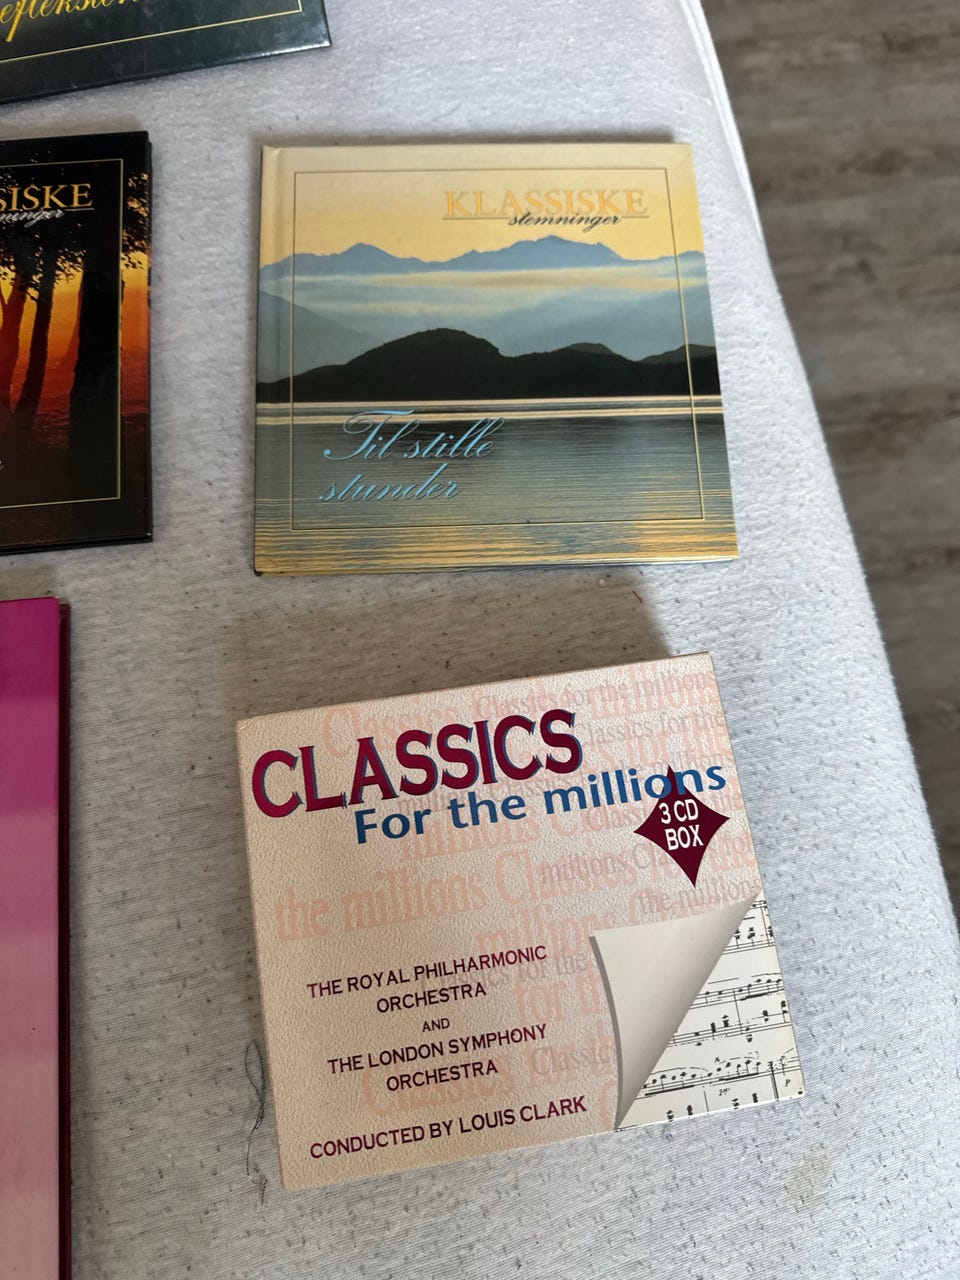 KLASSISKE
stemninger
Til stille
stunder
CLASSICS
For the millions
3 CD
BOX
THE ROYAL PHILHARMONIC
ORCHESTRA
AND
THE LONDON SYMPHONY
ORCHESTRA
CONDUCTED BY LOUIS CLARK